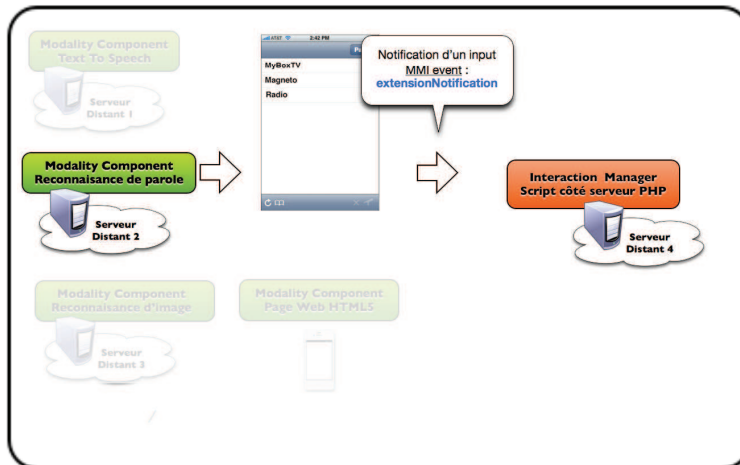 Modality Component
Text To Speech
Serveur
Distant 1
AT&T 2:42 PM
MyBoxTV
Magneto
Radio
Notification d'un input
MMI event :
extensionNotification
Modality Component
Reconnaisance de parole
Serveur
Distant 2
Interaction Manager
Script côté serveur PHP
Serveur
Distant 4
Modality Component
Reconnaisance d'image
Serveur
Distant 3
Modality Component
Page Web HTML5